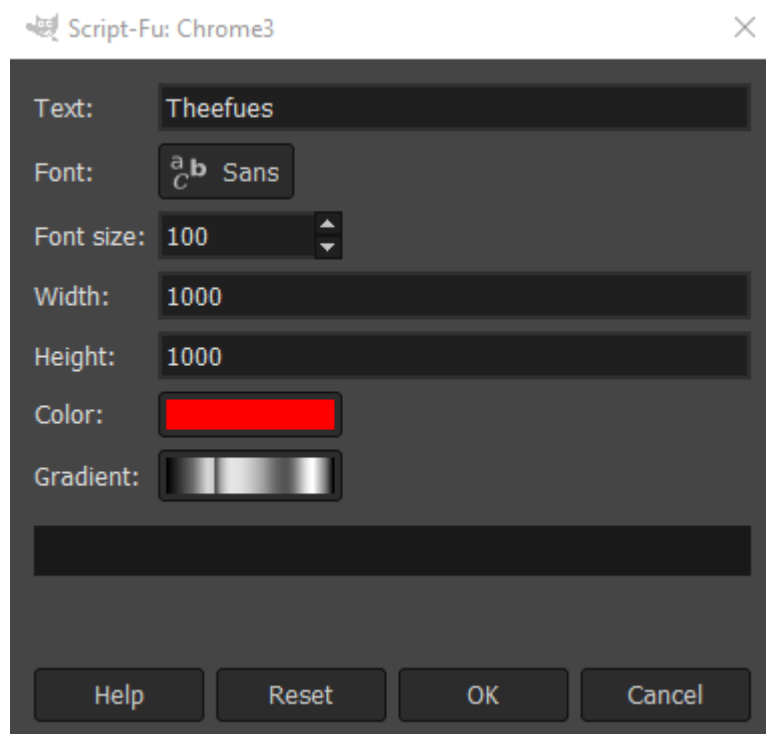 Script-Fu: Chrome3
Text: Theefues
Font: abc Sans
Font size: 100
Width: 1000
Height: 1000
Color:
Gradient:
Help Reset OK Cancel